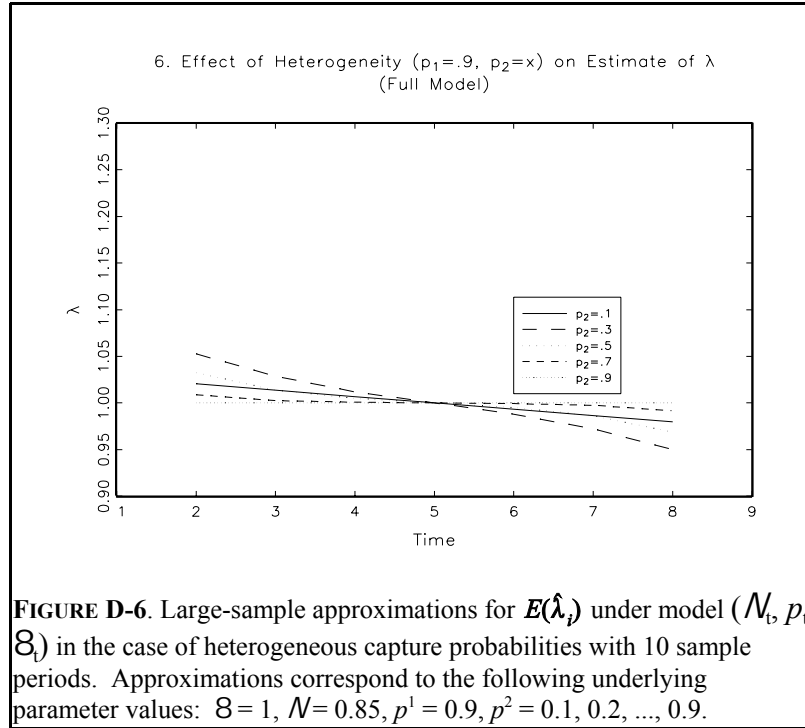 6. Effect of Heterogeneity (p₁=.9, p₂=x) on Estimate of λ
(Full Model)
λ
1.30
1.25
1.20
1.15
1.10
1.05
1.00
0.95
0.90
p₂=.1
p₂=.3
p₂=.5
p₂=.7
p₂=.9
1 2 3 4 5 6 7 8 9
Time
FIGURE D-6. Large-sample approximations for E(λ̂ᵢ) under model (Nₜ, pₜ
8ₜ) in the case of heterogeneous capture probabilities with 10 sample
periods. Approximations correspond to the following underlying
parameter values: 8 = 1, N = 0.85, p¹ = 0.9, p² = 0.1, 0.2, ..., 0.9.